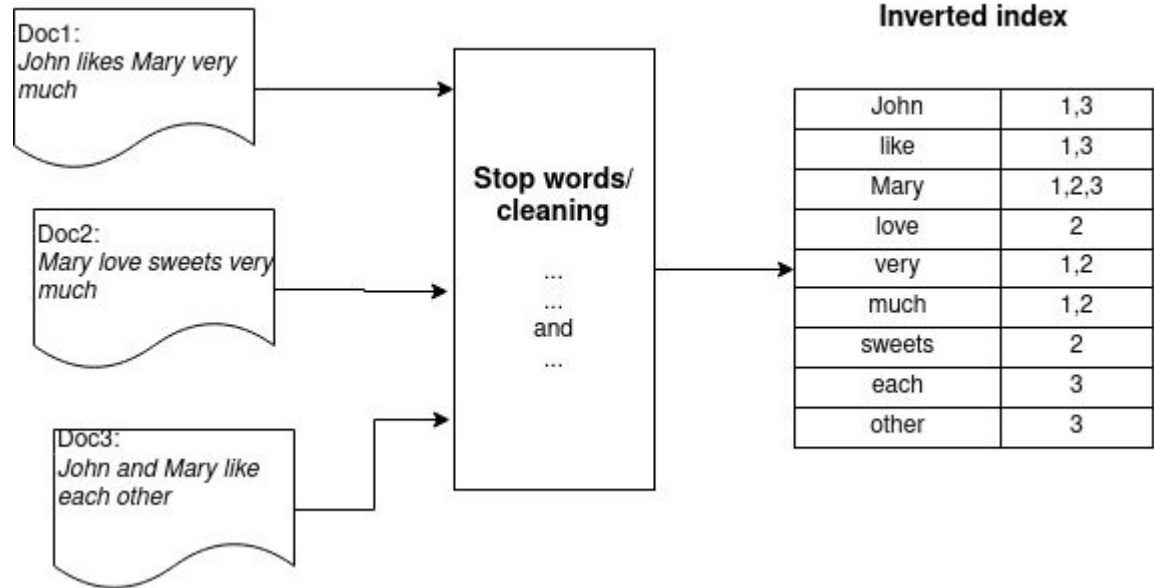 Doc1:
John likes Mary very
much
Doc2:
Mary love sweets very
much
Doc3:
John and Mary like
each other
Stop words/
cleaning
...
...
and
...
Inverted index
John 1,3
like 1,3
Mary 1,2,3
love 2
very 1,2
much 1,2
sweets 2
each 3
other 3